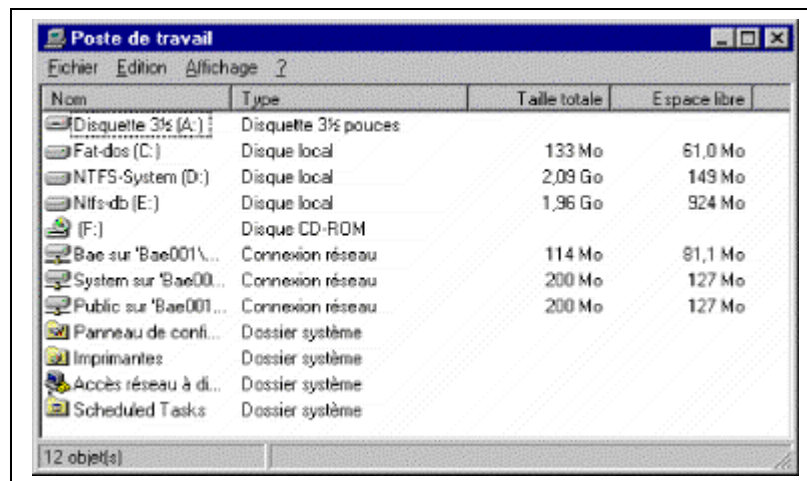 Poste de travail
Fichier Edition Affichage ?
Nom Type Taille totale Espace libre
Disquette 3½ (A:) Disquette 3½ pouces
Fat-dos (C:) Disque local 133 Mo 61,0 Mo
NTFS-System (D:) Disque local 2,09 Go 149 Mo
Ntfs-db (E:) Disque local 1,96 Go 924 Mo
(F:) Disque CD-ROM
Bae sur 'Bae001\... Connexion réseau 114 Mo 81,1 Mo
System sur 'Bae00... Connexion réseau 200 Mo 127 Mo
Public sur 'Bae001... Connexion réseau 200 Mo 127 Mo
Panneau de confi... Dossier système
Imprimantes Dossier système
Accès réseau à di... Dossier système
Scheduled Tasks Dossier système
12 objet(s)